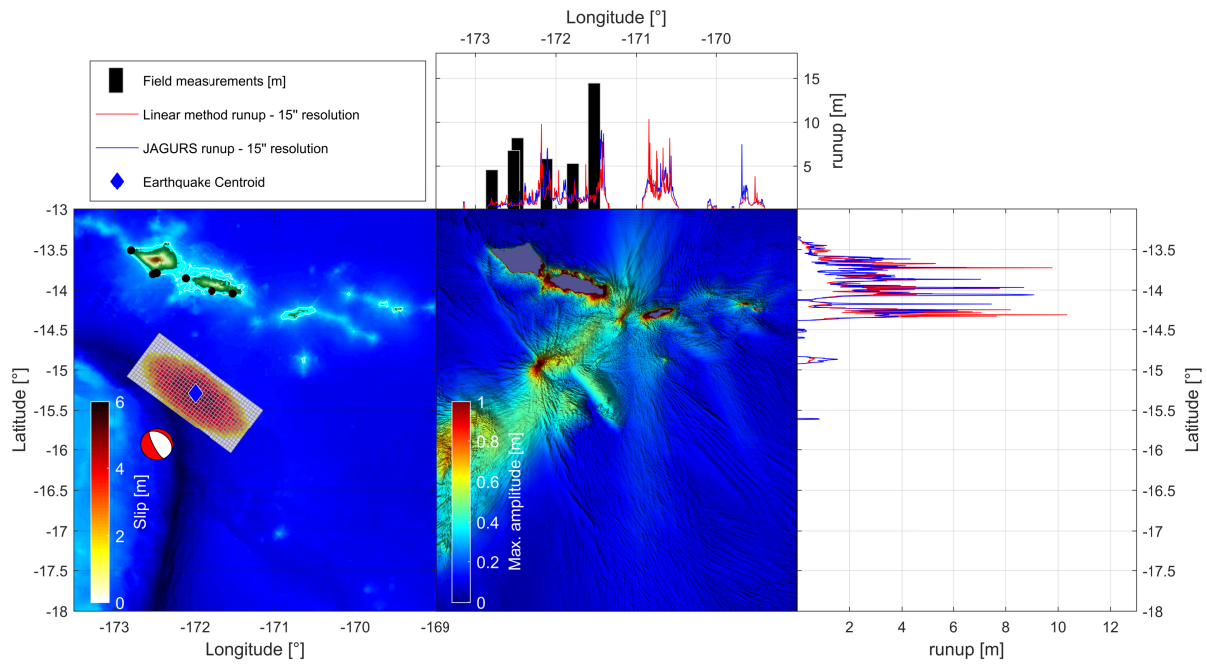 Longitude [°]
-173 -172 -171 -170
Field measurements [m]
Linear method runup - 15" resolution
JAGURS runup - 15" resolution
Earthquake Centroid
15
10
5
runup [m]
-13
-13.5
-14
-14.5
-15
-15.5
-16
-16.5
-17
-17.5
-18
Latitude [°]
6
4
2
0
Slip [m]
-173 -172 -171 -170 -169
Longitude [°]
1
0.8
0.6
0.4
0.2
0
Max. amplitude [m]
-13.5
-14
-14.5
-15
-15.5
-16
-16.5
-17
-17.5
-18
Latitude [°]
2 4 6 8 10 12
runup [m]